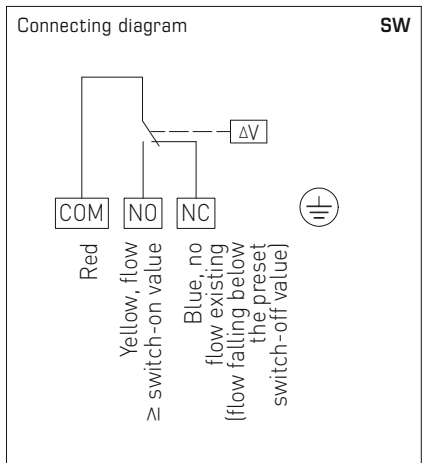 Connecting diagram
SW
ΔV
COM
NO
NC
Red
Yellow, flow
≥ switch-on value
Blue, no
flow existing
(flow falling below
the preset
switch-off value)